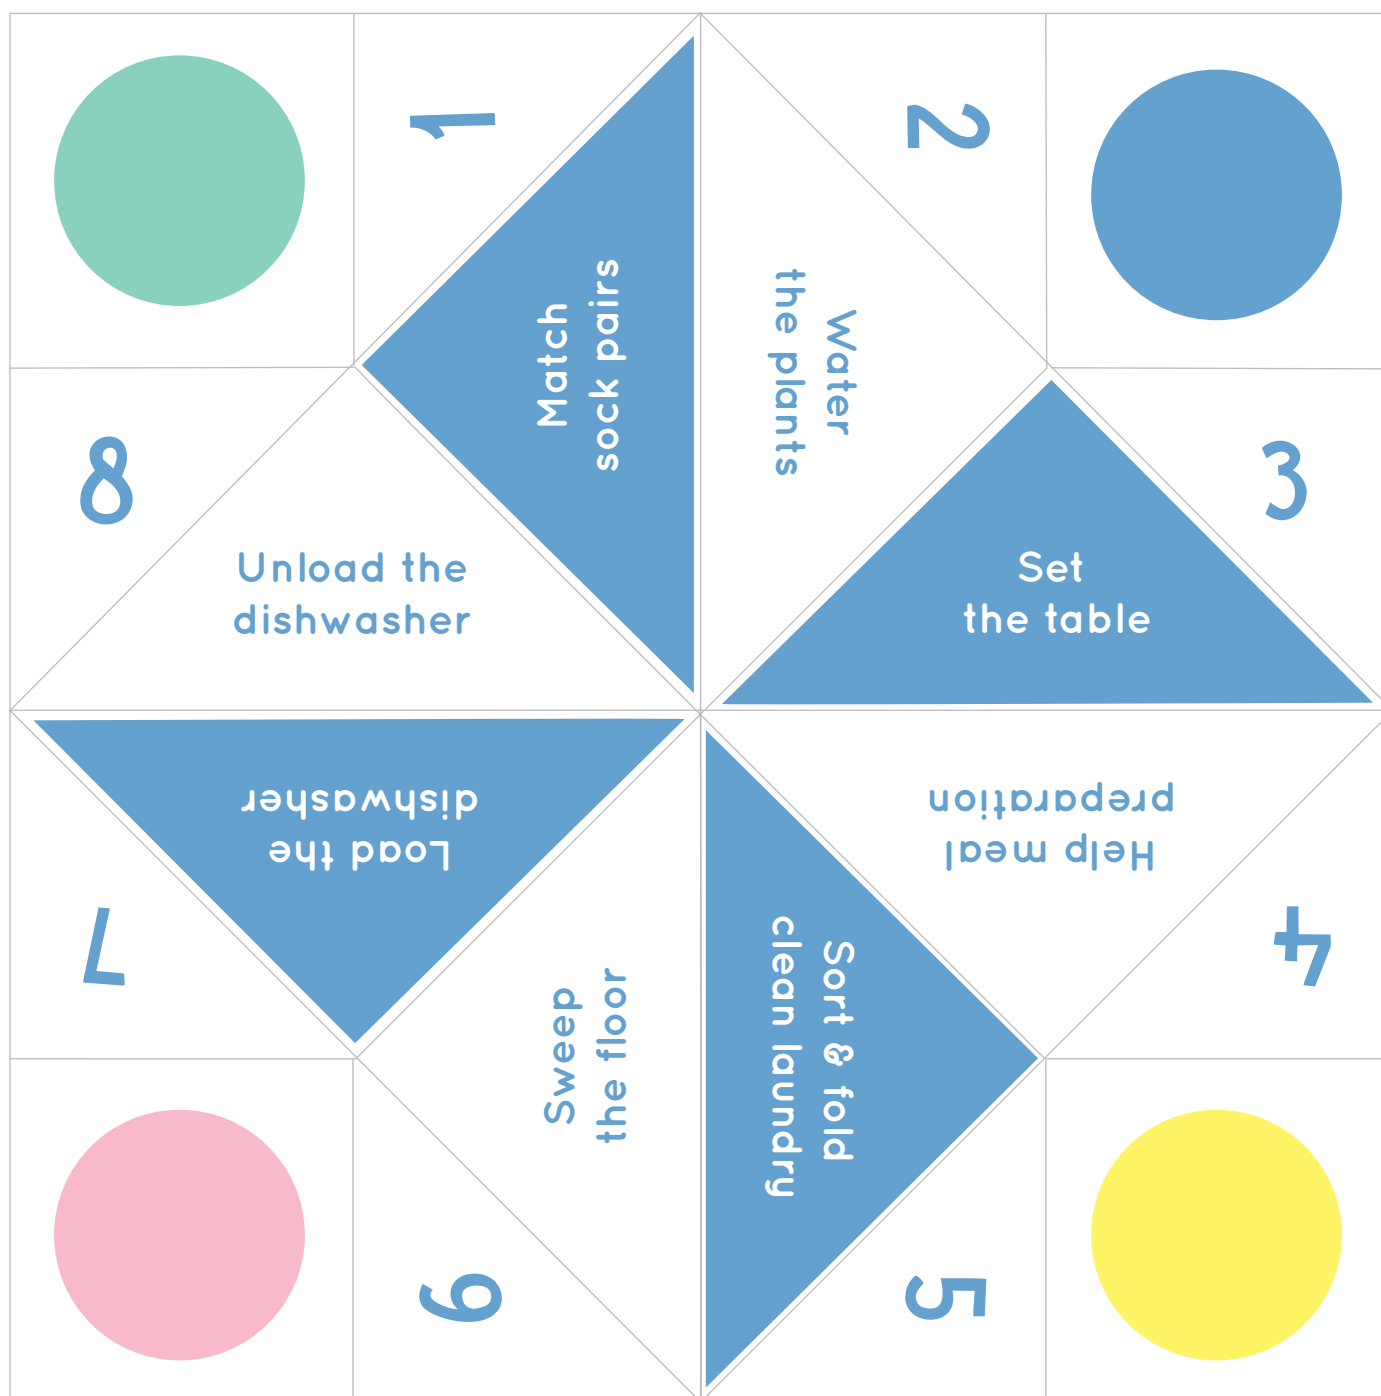 1
Match
sock pairs
2
Water
the plants
3
Set
the table
4
Help meal
preparation
5
Sort & fold
clean laundry
6
Sweep
the floor
7
Load the
dishwasher
8
Unload the
dishwasher